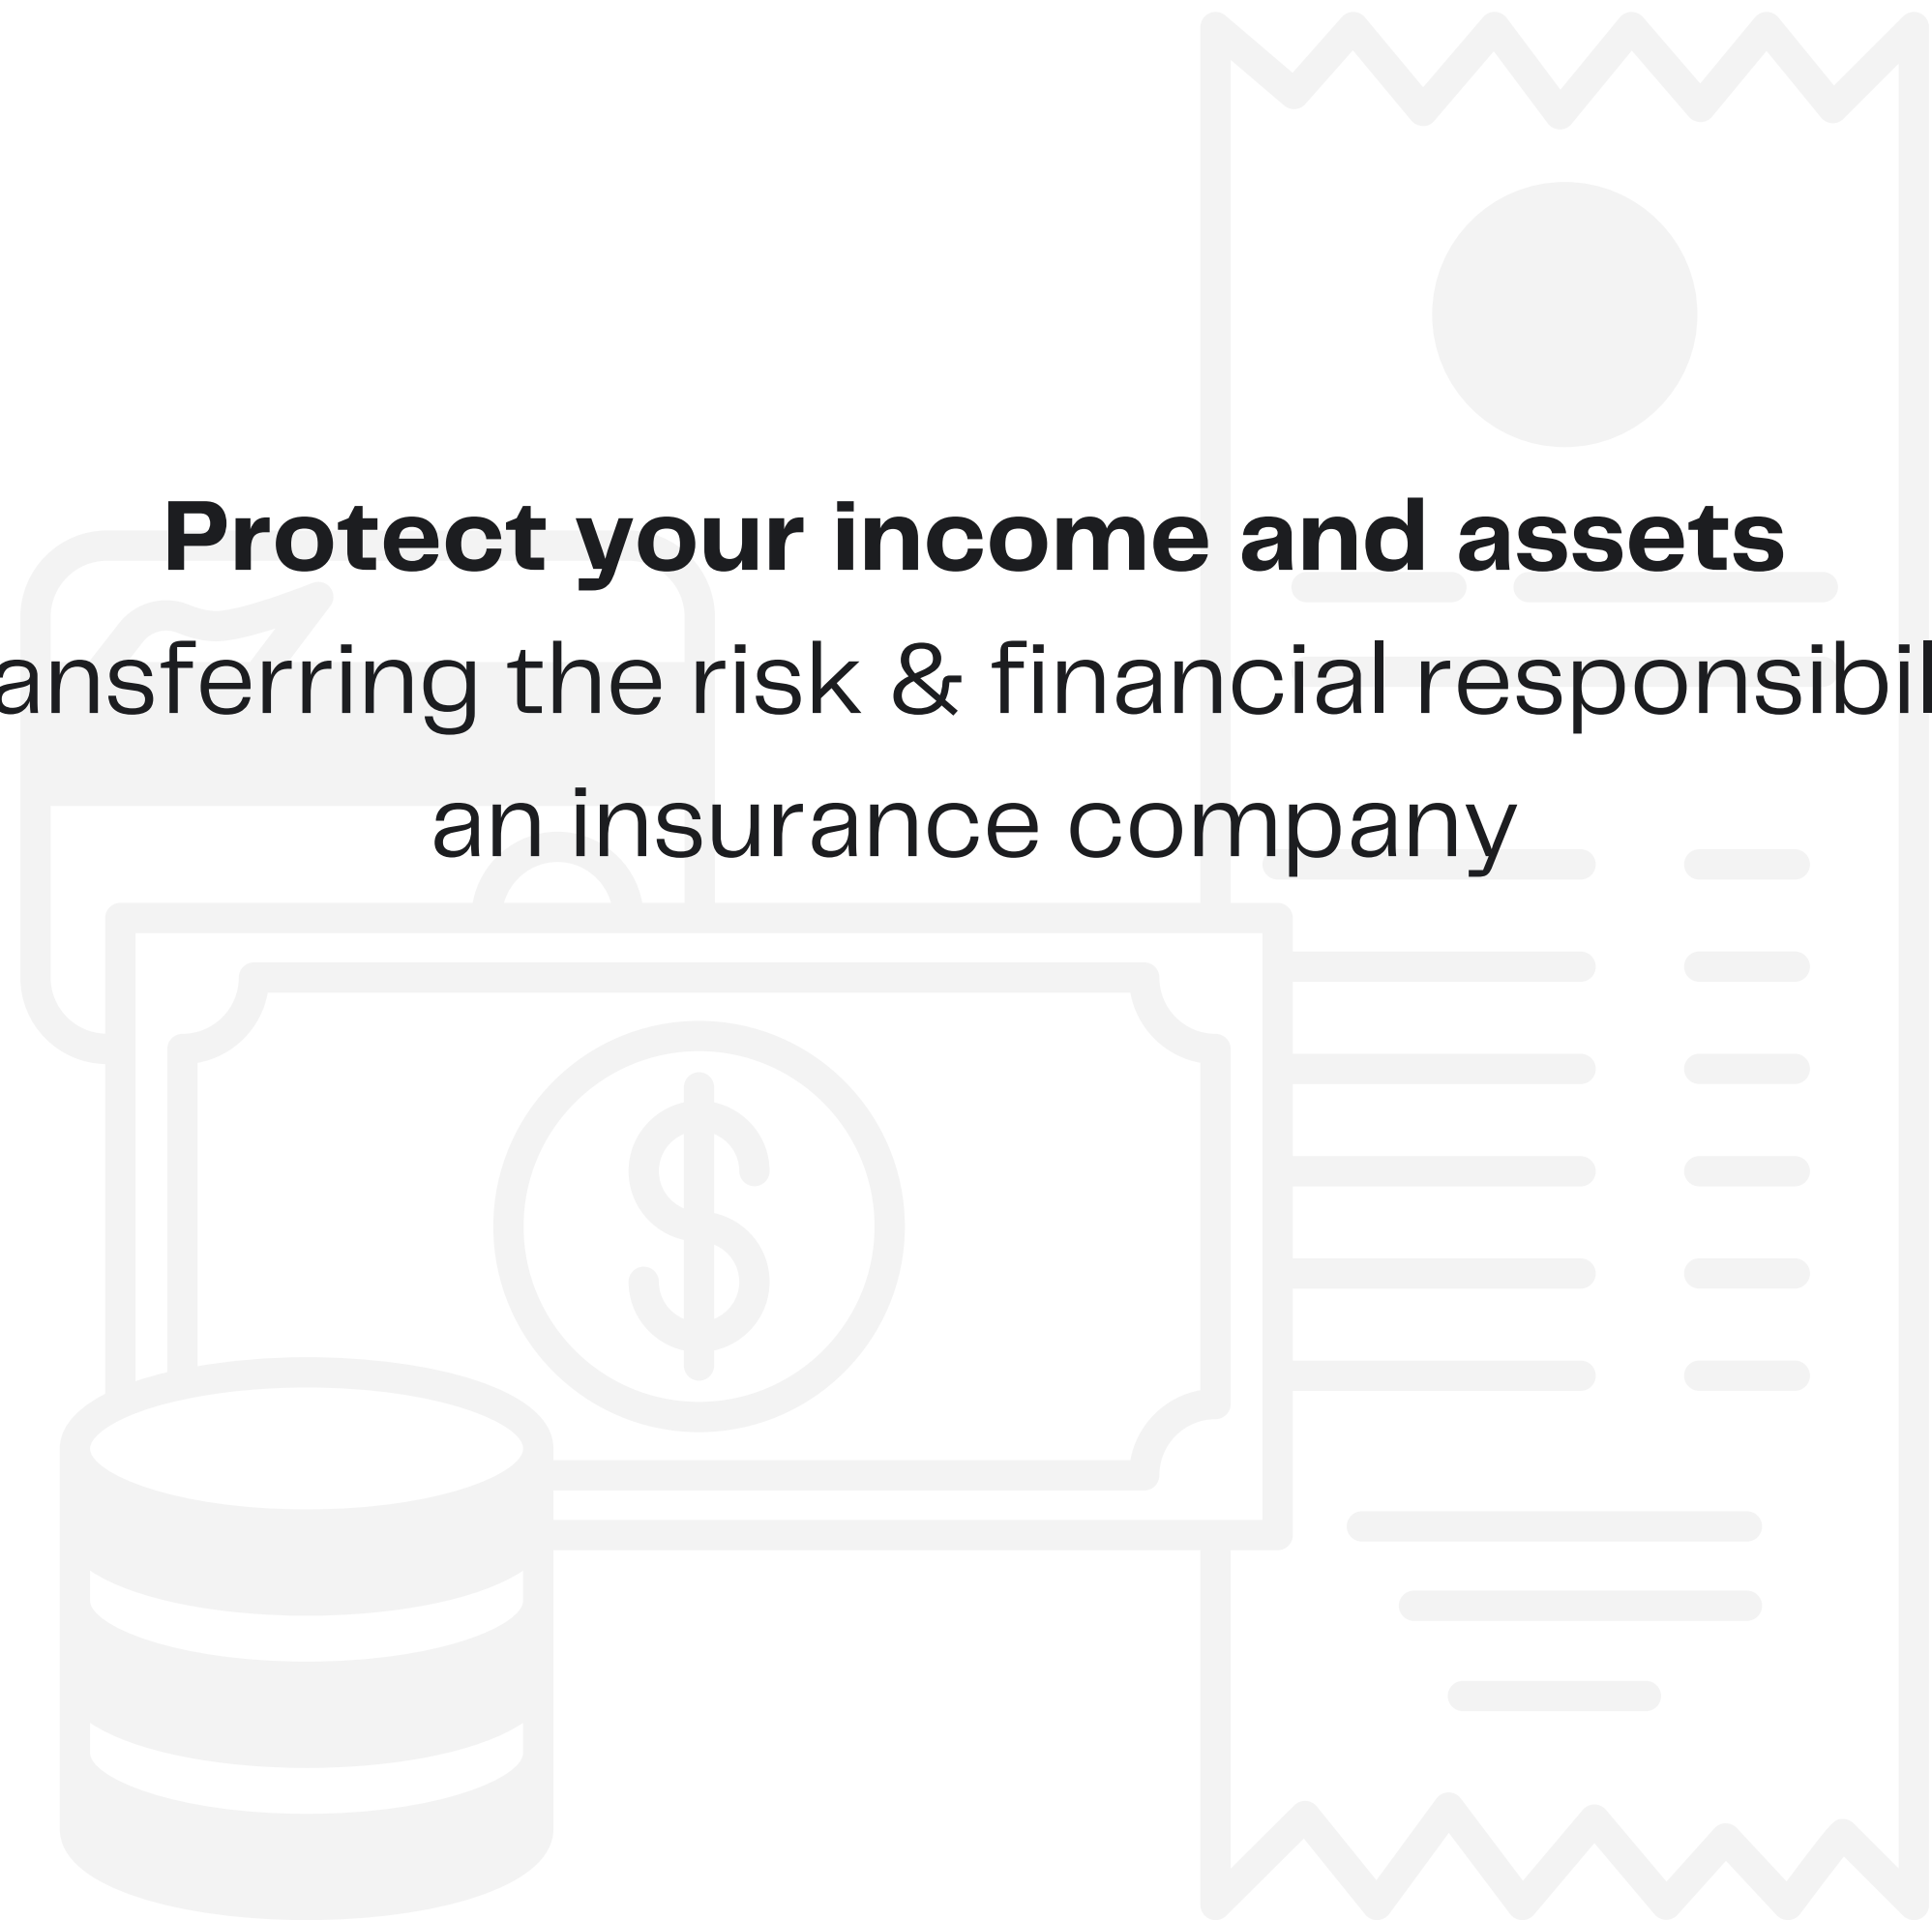 Protect your income and assets
ansferring the risk & financial responsibil
an insurance company